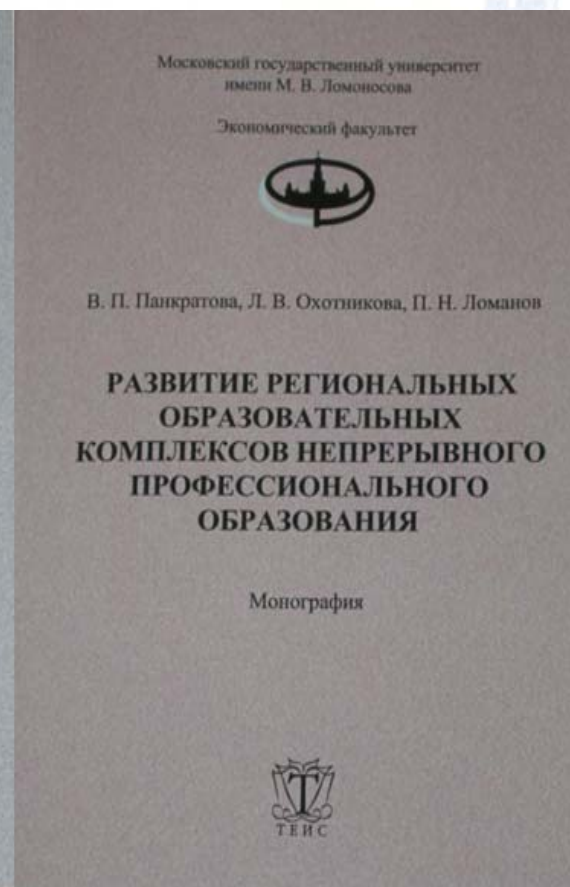 Московский государственный университет
имени М. В. Ломоносова
Экономический факультет
В. П. Панкратова, Л. В. Охотникова, П. Н. Ломанов
РАЗВИТИЕ РЕГИОНАЛЬНЫХ
ОБРАЗОВАТЕЛЬНЫХ
КОМПЛЕКСОВ НЕПРЕРЫВНОГО
ПРОФЕССИОНАЛЬНОГО
ОБРАЗОВАНИЯ
Монография
Т
ТЕИС